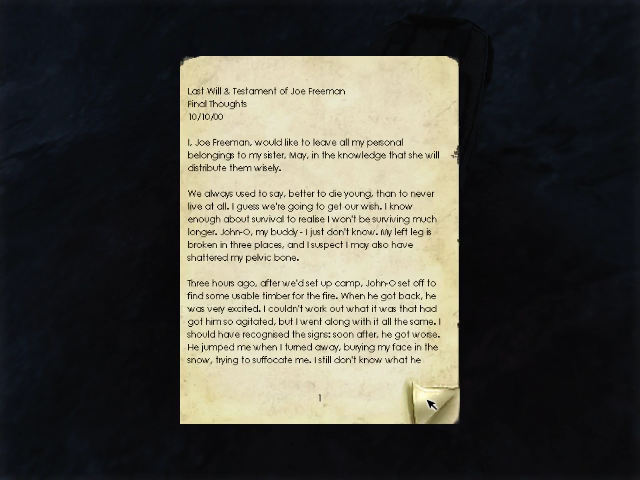 Last Will & Testament of Joe Freeman
Final Thoughts
10/10/00
I, Joe Freeman, would like to leave all my personal
belongings to my sister, May, in the knowledge that she will
distribute them wisely.
We always used to say, better to die young, than to never
live at all. I guess we're going to get our wish. I know
enough about survival to realise I won't be surviving much
longer. John-O, my buddy - I just don't know. My left leg is
broken in three places, and I suspect I may also have
shattered my pelvic bone.
Three hours ago, after we'd set up camp, John-O set off to
find some usable timber for the fire. When he got back, he
was very excited. I couldn't work out what it was that had
got him so agitated, but I went along with it all the same. I
should have recognised the signs: soon after, he got worse.
He jumped me when I turned away, burying my face in the
snow, trying to suffocate me. I still don't know what he
1